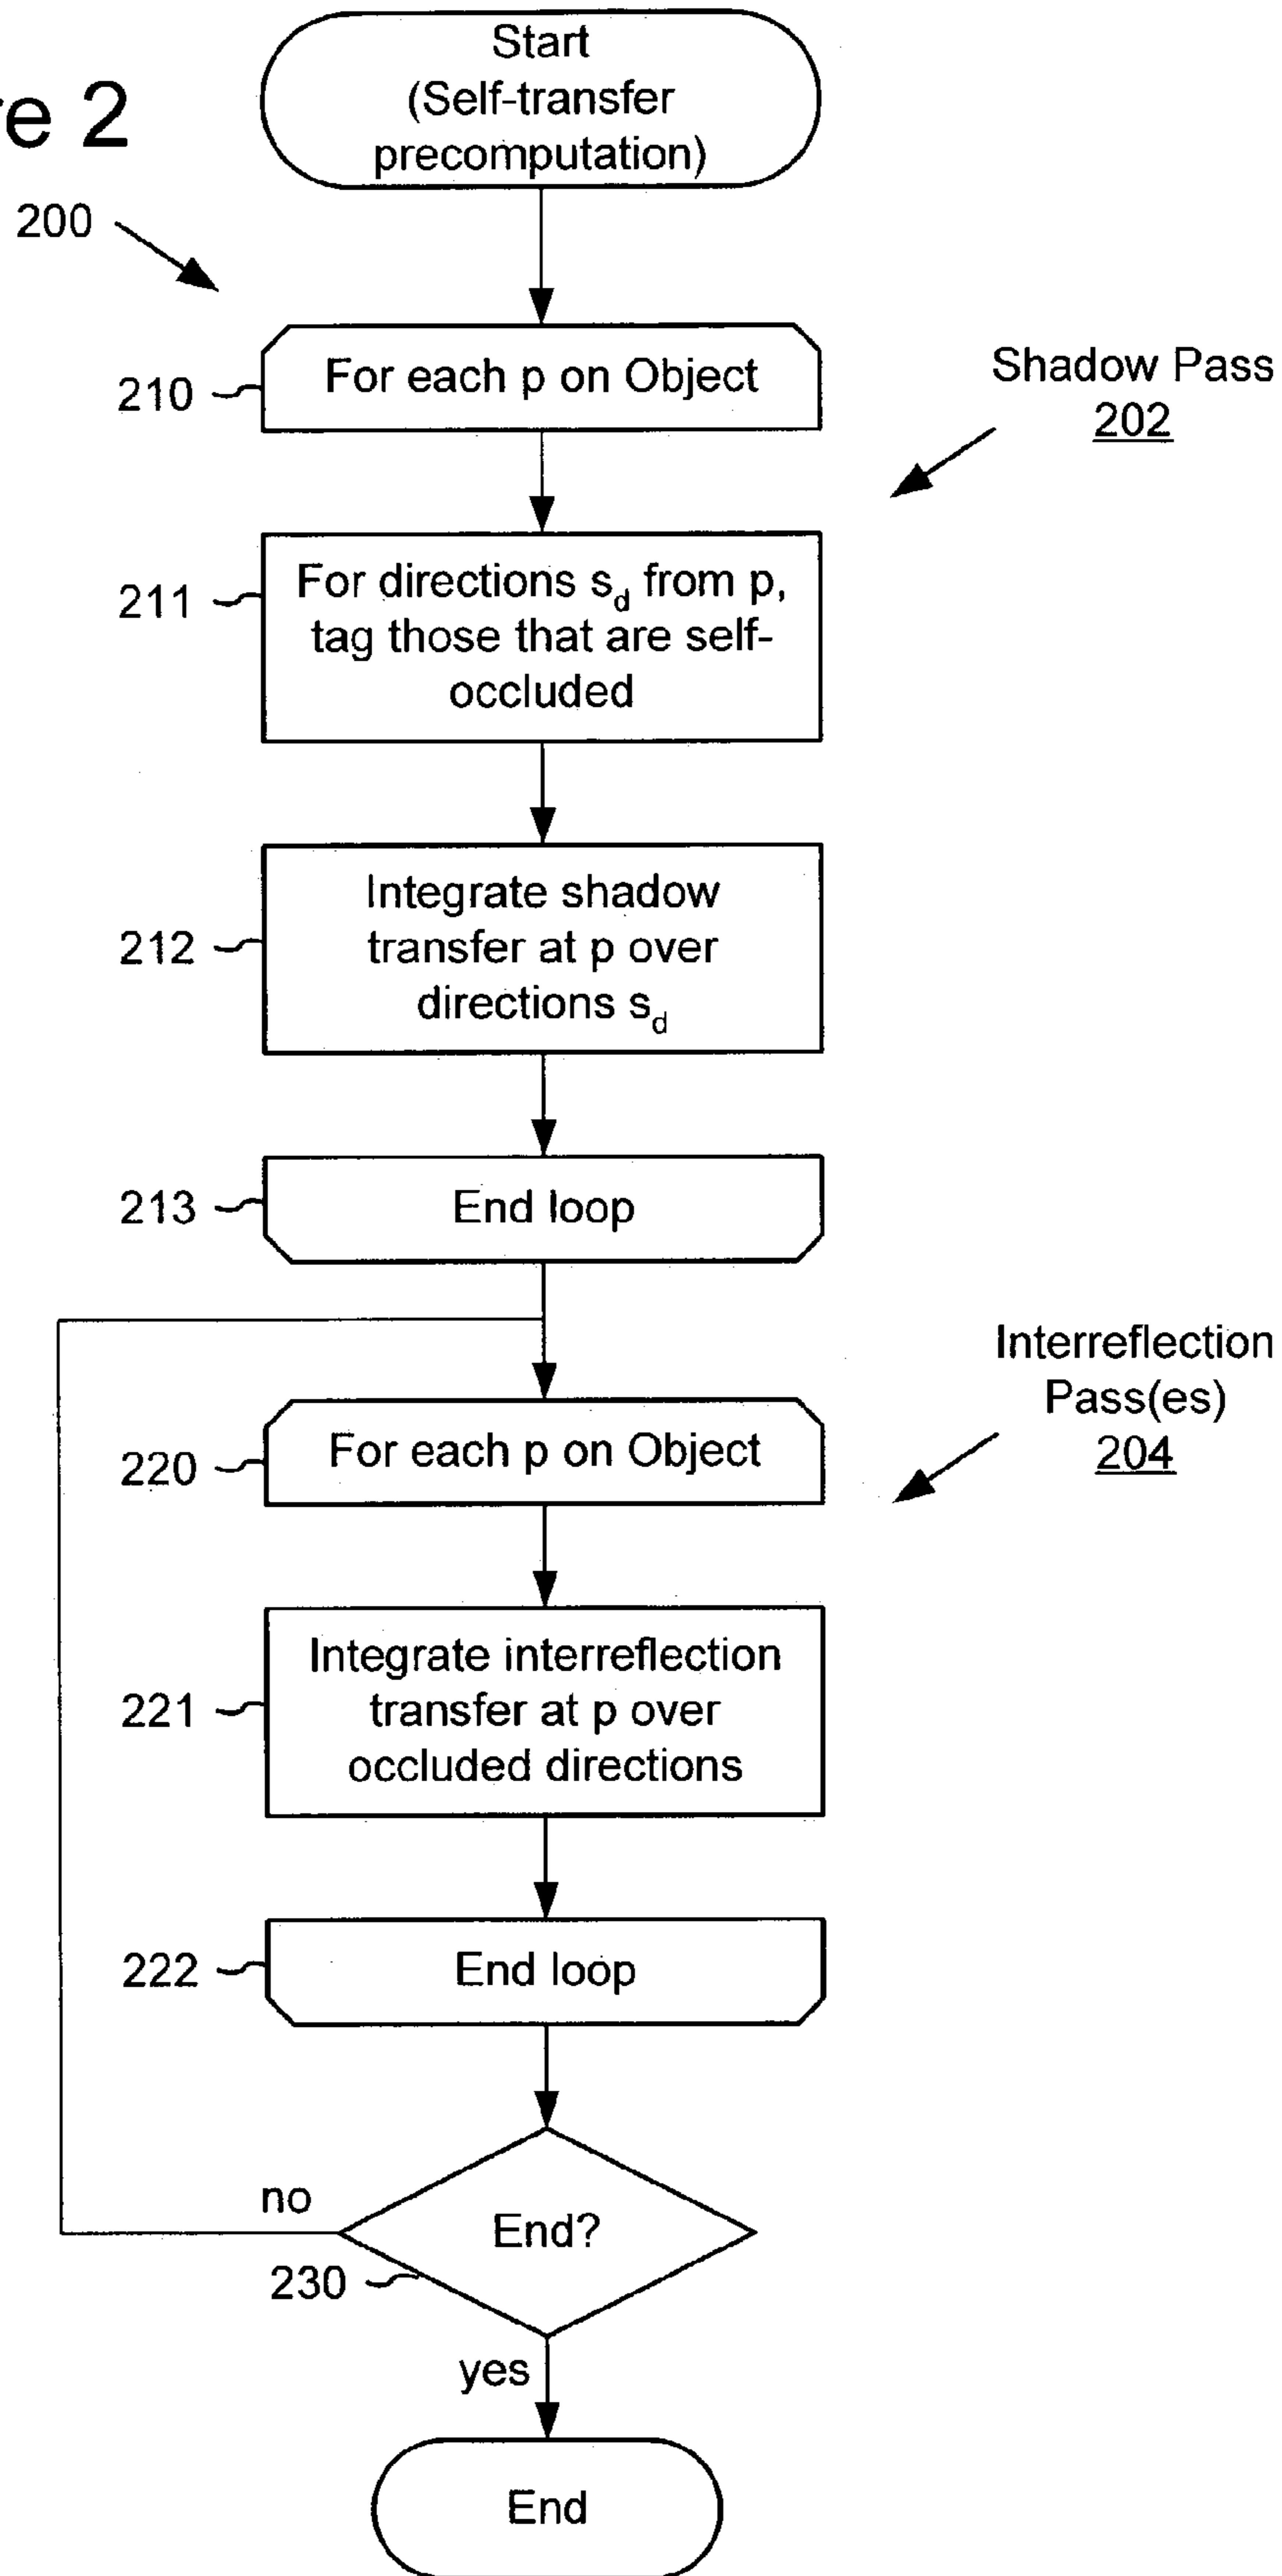 re 2
Start
(Self-transfer
precomputation)
200
210
For each p on Object
Shadow Pass
202
211
For directions s_d from p,
tag those that are self-
occluded
212
Integrate shadow
transfer at p over
directions s_d
213
End loop
220
For each p on Object
Interreflection
Pass(es)
204
221
Integrate interreflection
transfer at p over
occluded directions
222
End loop
no
End?
230
yes
End